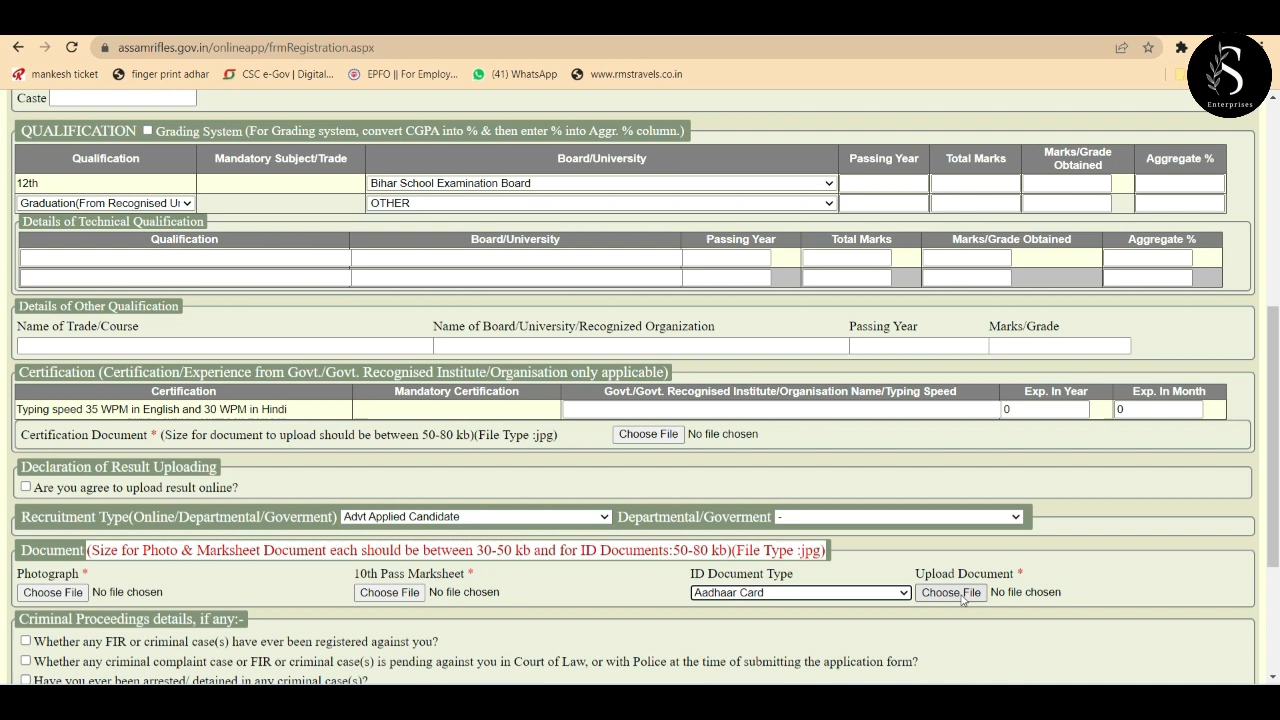 assamrifles.gov.in/onlineapp/frmRegistration.aspx
mankesh ticket finger print adhar CSC e-Gov | Digital... EPFO || For Employ... (41) WhatsApp www.rmstravels.co.in
S
Enterprises
Caste
QUALIFICATION Grading System (For Grading system, convert CGPA into % & then enter % into Aggr. % column.)
Qualification Mandatory Subject/Trade Board/University Passing Year Total Marks Marks/Grade Obtained Aggregate %
12th Bihar School Examination Board
Graduation(From Recognised Ur OTHER
Details of Technical Qualification
Qualification Board/University Passing Year Total Marks Marks/Grade Obtained Aggregate %
Details of Other Qualification
Name of Trade/Course Name of Board/University/Recognized Organization Passing Year Marks/Grade
Certification (Certification/Experience from Govt./Govt. Recognised Institute/Organisation only applicable)
Certification Mandatory Certification Govt./Govt. Recognised Institute/Organisation Name/Typing Speed Exp. In Year Exp. In Month
Typing speed 35 WPM in English and 30 WPM in Hindi 0 0
Certification Document * (Size for document to upload should be between 50-80 kb)(File Type :jpg) Choose File No file chosen
Declaration of Result Uploading
Are you agree to upload result online?
Recruitment Type(Online/Departmental/Goverment) Advt Applied Candidate Departmental/Goverment -
Document (Size for Photo & Marksheet Document each should be between 30-50 kb and for ID Documents:50-80 kb)(File Type :jpg)
Photograph * 10th Pass Marksheet * ID Document Type Upload Document *
Choose File No file chosen Choose File No file chosen Aadhaar Card Choose File No file chosen
Criminal Proceedings details, if any:-
Whether any FIR or criminal case(s) have ever been registered against you?
Whether any criminal complaint case or FIR or criminal case(s) is pending against you in Court of Law, or with Police at the time of submitting the application form?
Have you ever been arrested/ detained in any criminal case(s)?